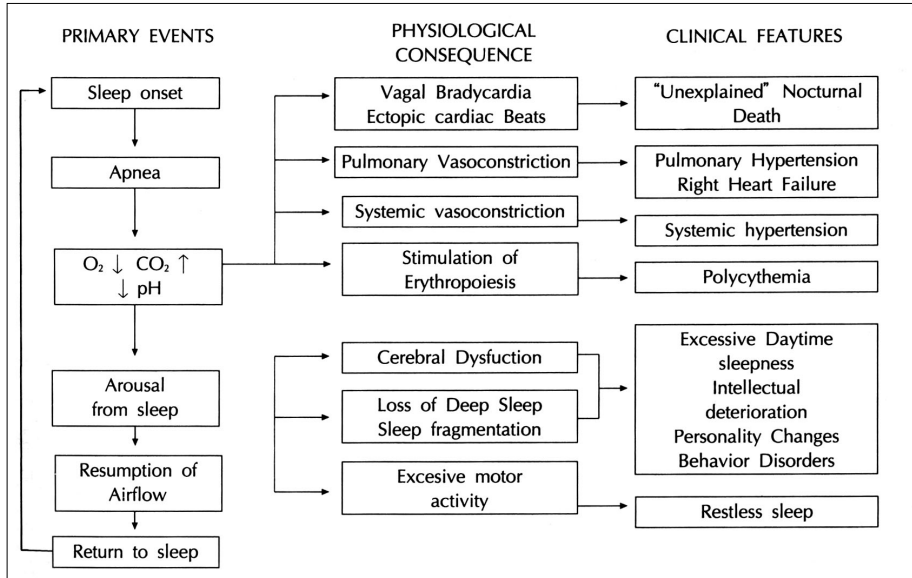 PRIMARY EVENTS
Sleep onset
Apnea
O₂ ↓ CO₂ ↑
↓ pH
Arousal
from sleep
Resumption of
Airflow
Return to sleep
PHYSIOLOGICAL
CONSEQUENCE
Vagal Bradycardia
Ectopic cardiac Beats
Pulmonary Vasoconstriction
Systemic vasoconstriction
Stimulation of
Erythropoiesis
Cerebral Dysfuction
Loss of Deep Sleep
Sleep fragmentation
Excesive motor
activity
CLINICAL FEATURES
"Unexplained" Nocturnal
Death
Pulmonary Hypertension
Right Heart Failure
Systemic hypertension
Polycythemia
Excessive Daytime
sleepness
Intellectual
deterioration
Personality Changes
Behavior Disorders
Restless sleep